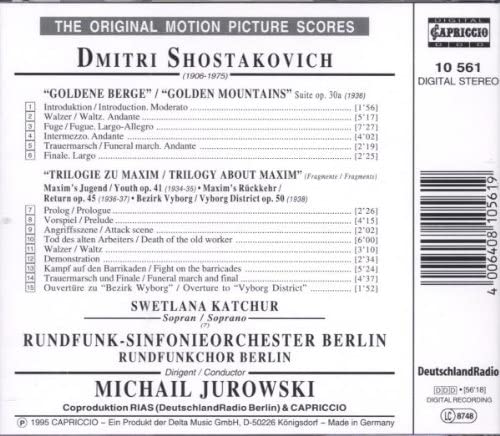 THE ORIGINAL MOTION PICTURE SCORES
DMITRI SHOSTAKOVICH
(1906-1975)
"GOLDENE BERGE" / "GOLDEN MOUNTAINS" Suite op. 30a (1936)
1 Introduktion / Introduction. Moderato [1'56]
2 Walzer / Waltz. Andante [5'17]
3 Fuge / Fugue. Largo-Allegro [7'27]
4 Intermezzo. Andante [4'02]
5 Trauermarsch / Funeral march. Andante [2'19]
6 Finale. Largo [2'25]
"TRILOGIE ZU MAXIM / TRILOGY ABOUT MAXIM" (Fragmente / Fragments)
Maxim's Jugend / Youth op. 41 (1934-35) • Maxim's Rückkehr /
Return op. 45 (1936-37) • Bezirk Vyborg / Vyborg District op. 50 (1938)
7 Prolog / Prologue [2'26]
8 Vorspiel / Prelude [4'15]
9 Angriffsszene / Attack scene [2'02]
10 Tod des alten Arbeiters / Death of the old worker [6'00]
11 Walzer / Waltz [3'10]
12 Demonstration [2'34]
13 Kampf auf den Barrikaden / Fight on the barricades [5'24]
14 Trauermarsch und Finale / Funeral march and final [4'37]
15 Ouvertüre zu "Bezirk Wyborg" / Overture to "Vyborg District" [1'52]
SWETLANA KATCHUR
Sopran / Soprano
(7)
RUNDFUNK-SINFONIEORCHESTER BERLIN
RUNDFUNKCHOR BERLIN
Dirigent / Conductor
MICHAIL JUROWSKI
Coproduktion RIAS (DeutschlandRadio Berlin) & CAPRICCIO
℗ 1995 CAPRICCIO – Ein Produkt der Delta Music GmbH, D-50226 Königsdorf – Made in Germany
DIGITAL
CAPRICCIO
10 561
DIGITAL STEREO
4 006408 105619
DeutschlandRadio
DDD • [56'18]
DIGITAL RECORDING
LC 8748